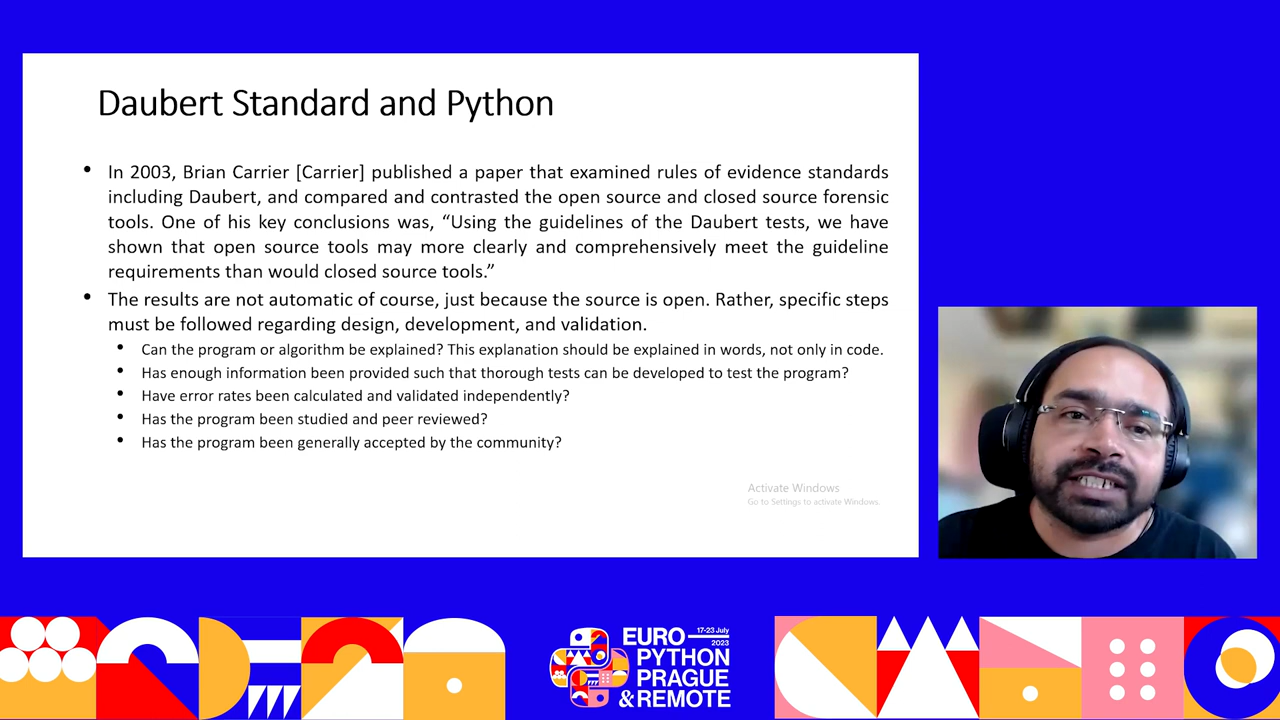 Daubert Standard and Python
• In 2003, Brian Carrier [Carrier] published a paper that examined rules of evidence standards
including Daubert, and compared and contrasted the open source and closed source forensic
tools. One of his key conclusions was, “Using the guidelines of the Daubert tests, we have
shown that open source tools may more clearly and comprehensively meet the guideline
requirements than would closed source tools.”
• The results are not automatic of course, just because the source is open. Rather, specific steps
must be followed regarding design, development, and validation.
• Can the program or algorithm be explained? This explanation should be explained in words, not only in code.
• Has enough information been provided such that thorough tests can be developed to test the program?
• Have error rates been calculated and validated independently?
• Has the program been studied and peer reviewed?
• Has the program been generally accepted by the community?
Activate Windows
Go to Settings to activate Windows.
EURO 17-23 July
2023
PYTHON
PRAGUE
& REMOTE